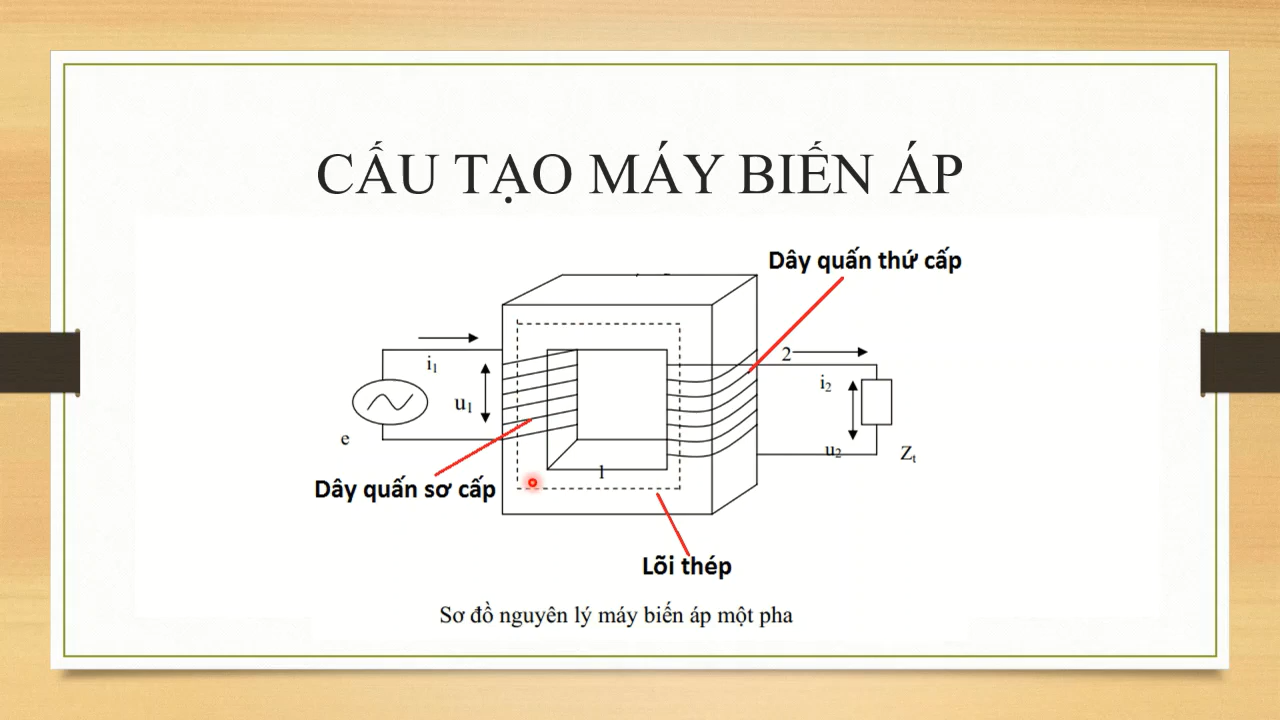 CẤU TẠO MÁY BIẾN ÁP
Dây quấn thứ cấp
i₁
u₁
e
2
i₂
u₂
Zₜ
Dây quấn sơ cấp
1
Lõi thép
Sơ đồ nguyên lý máy biến áp một pha